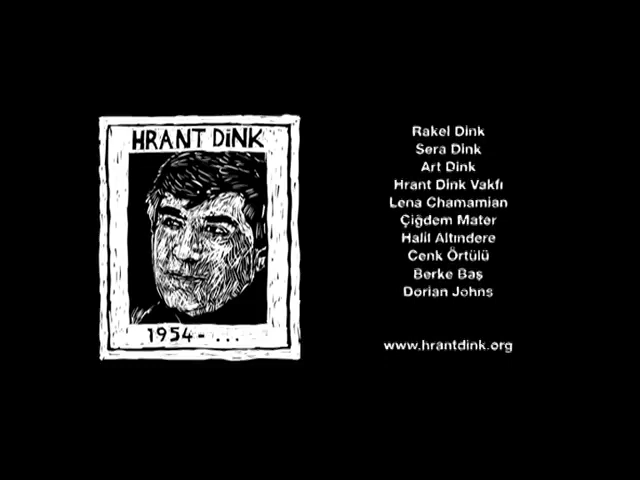 HRANT DiNK
1954 - ...
Rakel Dink
Sera Dink
Art Dink
Hrant Dink Vakfı
Lena Chamamian
Çiğdem Mater
Halil Altındere
Cenk Örtülü
Berke Baş
Dorian Johns
www.hrantdink.org